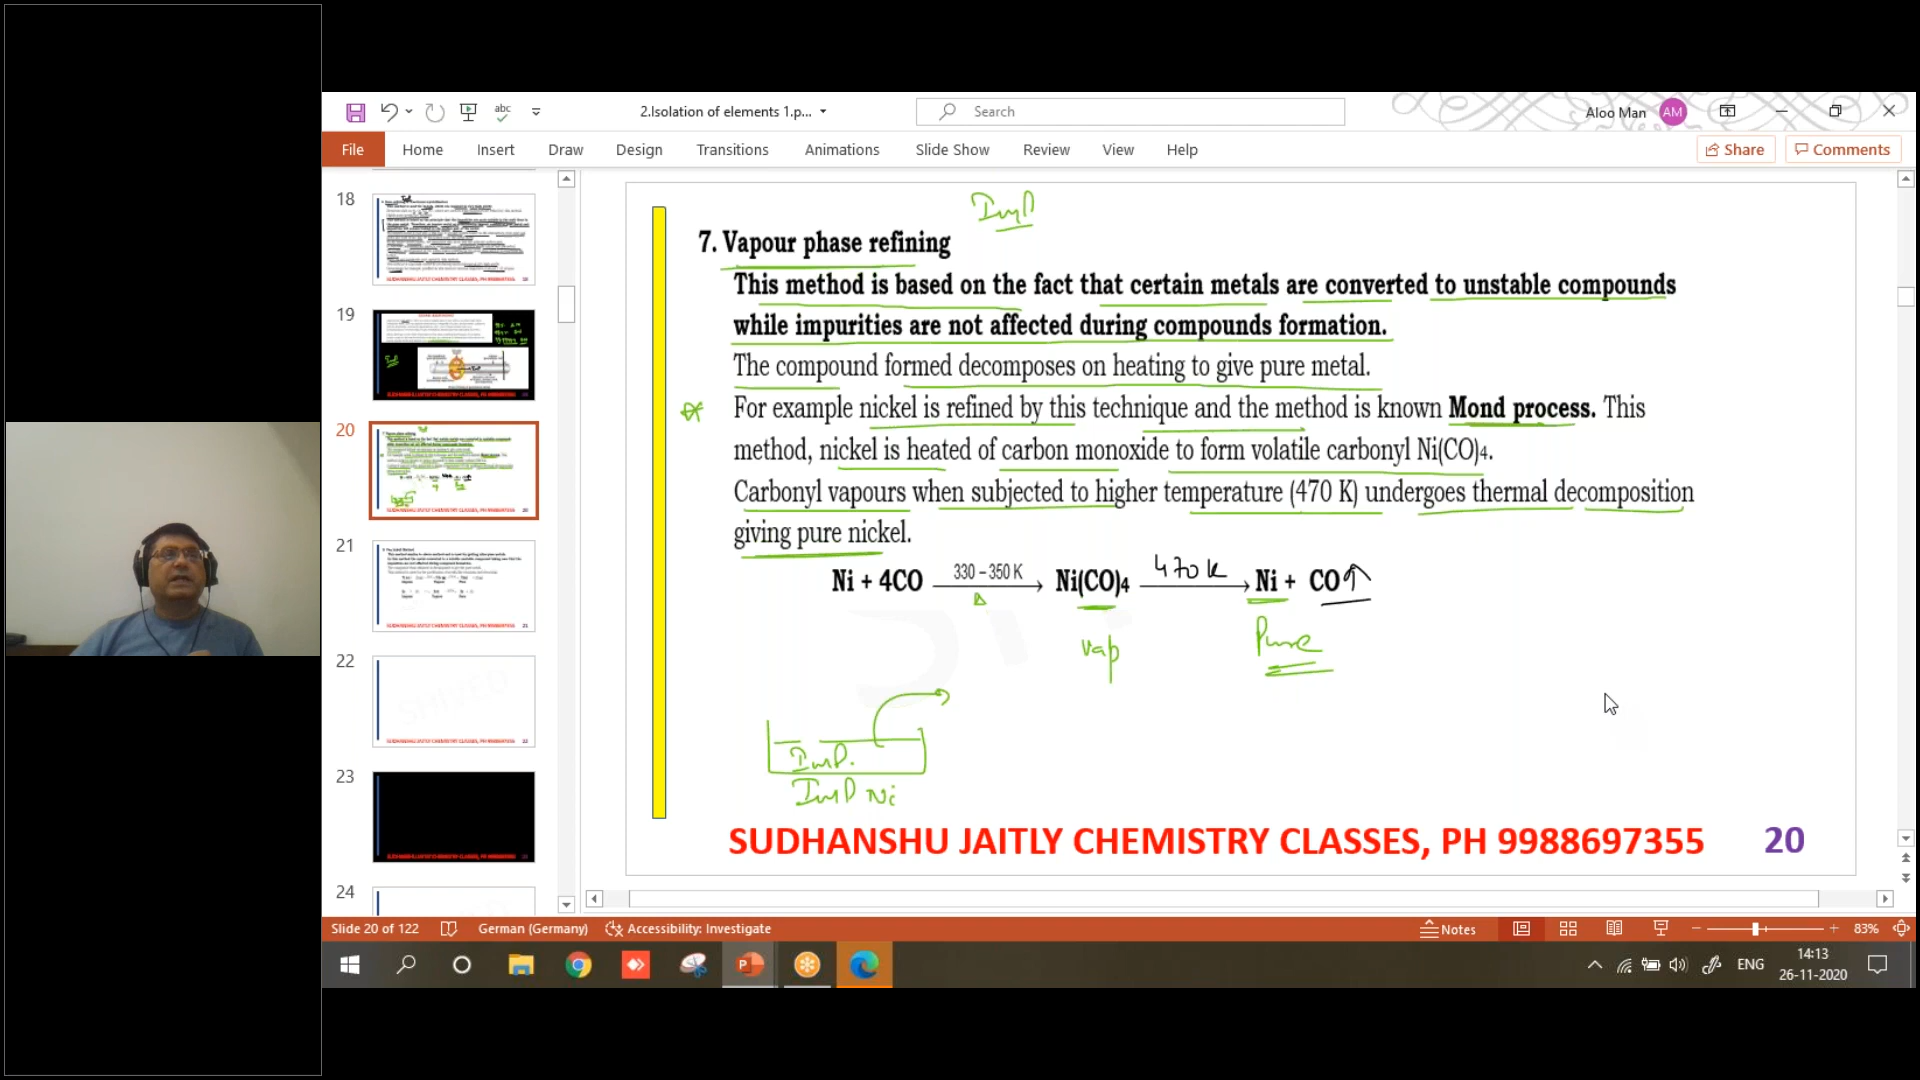 2.Isolation of elements 1.p...
Search
Aloo Man
AM
File
Home
Insert
Draw
Design
Transitions
Animations
Slide Show
Review
View
Help
Share
Comments
18
19
20
21
22
23
24
Imp
7. Vapour phase refining
This method is based on the fact that certain metals are converted to unstable compounds
while impurities are not affected during compounds formation.
The compound formed decomposes on heating to give pure metal.
For example nickel is refined by this technique and the method is known Mond process. This
method, nickel is heated of carbon monoxide to form volatile carbonyl Ni(CO)4.
Carbonyl vapours when subjected to higher temperature (470 K) undergoes thermal decomposition
giving pure nickel.
Ni + 4CO 330 – 350 K → Ni(CO)4 470 K → Ni + CO↑
Δ
vap
Pure
Imp.
Imp Ni
SUDHANSHU JAITLY CHEMISTRY CLASSES, PH 9988697355 20
Slide 20 of 122
German (Germany)
Accessibility: Investigate
Notes
83%
ENG
14:13
26-11-2020